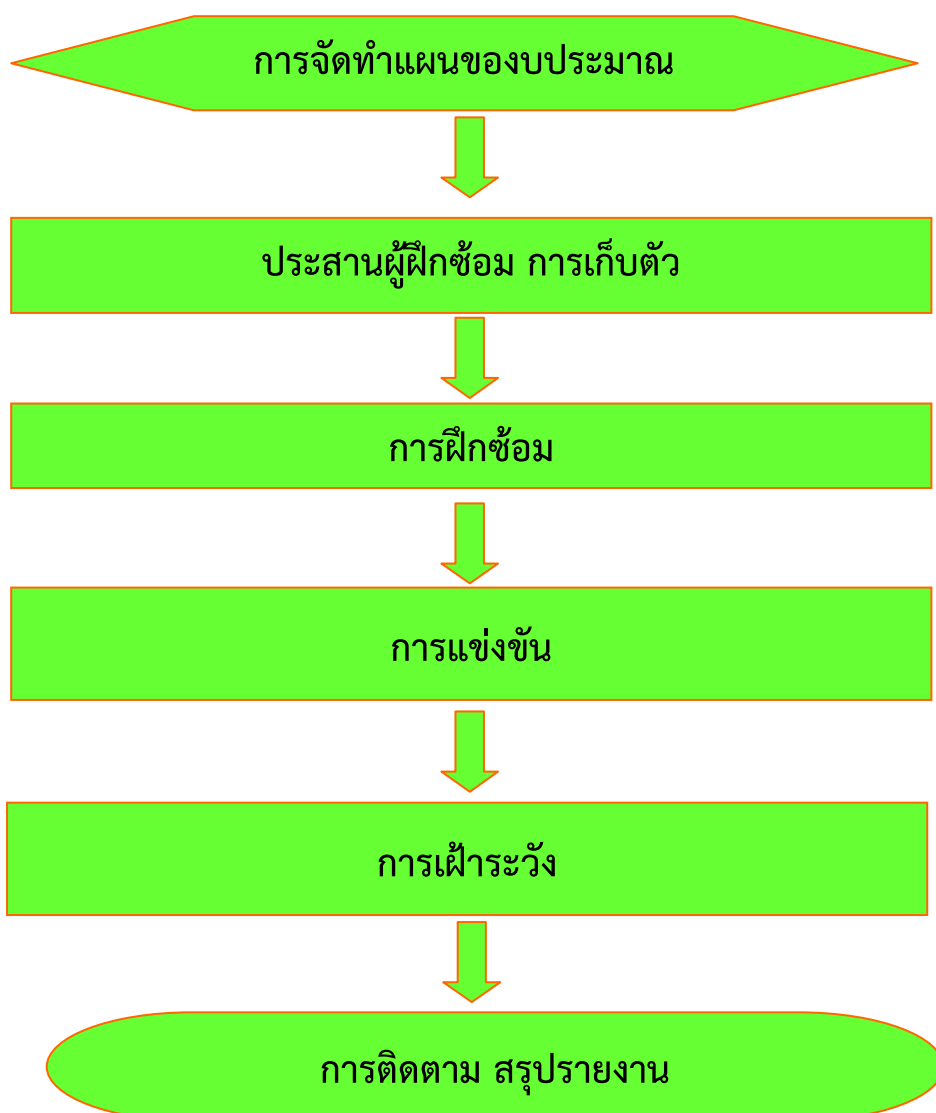 การจัดทำแผนของบประมาณ
ประสานผู้ฝึกซ้อม การเก็บตัว
การฝึกซ้อม
การแข่งขัน
การเฝ้าระวัง
การติดตาม สรุปรายงาน